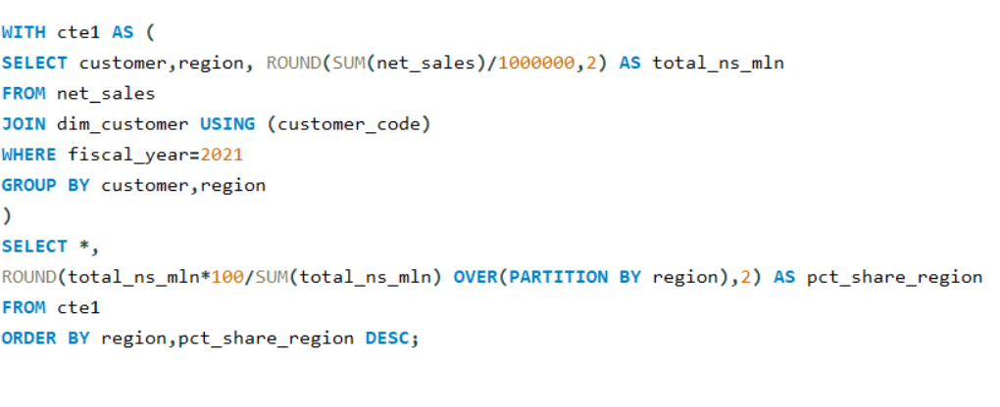 WITH cte1 AS (
SELECT customer,region, ROUND(SUM(net_sales)/1000000,2) AS total_ns_mln
FROM net_sales
JOIN dim_customer USING (customer_code)
WHERE fiscal_year=2021
GROUP BY customer,region
)
SELECT *,
ROUND(total_ns_mln*100/SUM(total_ns_mln) OVER(PARTITION BY region),2) AS pct_share_region
FROM cte1
ORDER BY region,pct_share_region DESC;